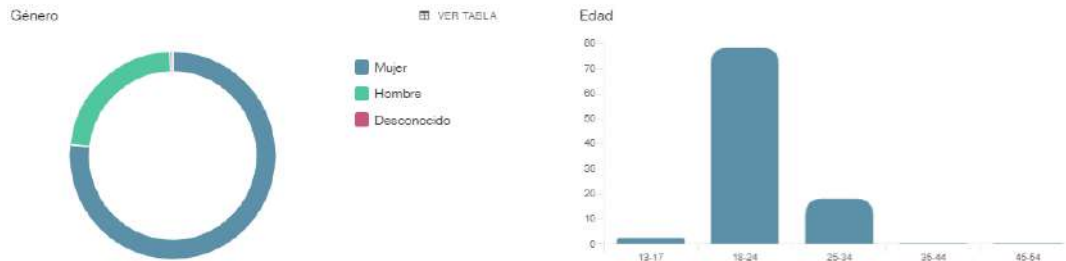 Género
VER TABLA
Mujer
Hombre
Desconocido
Edad
80
70
60
50
40
30
20
10
0
13-17
18-24
25-34
35-44
45-54